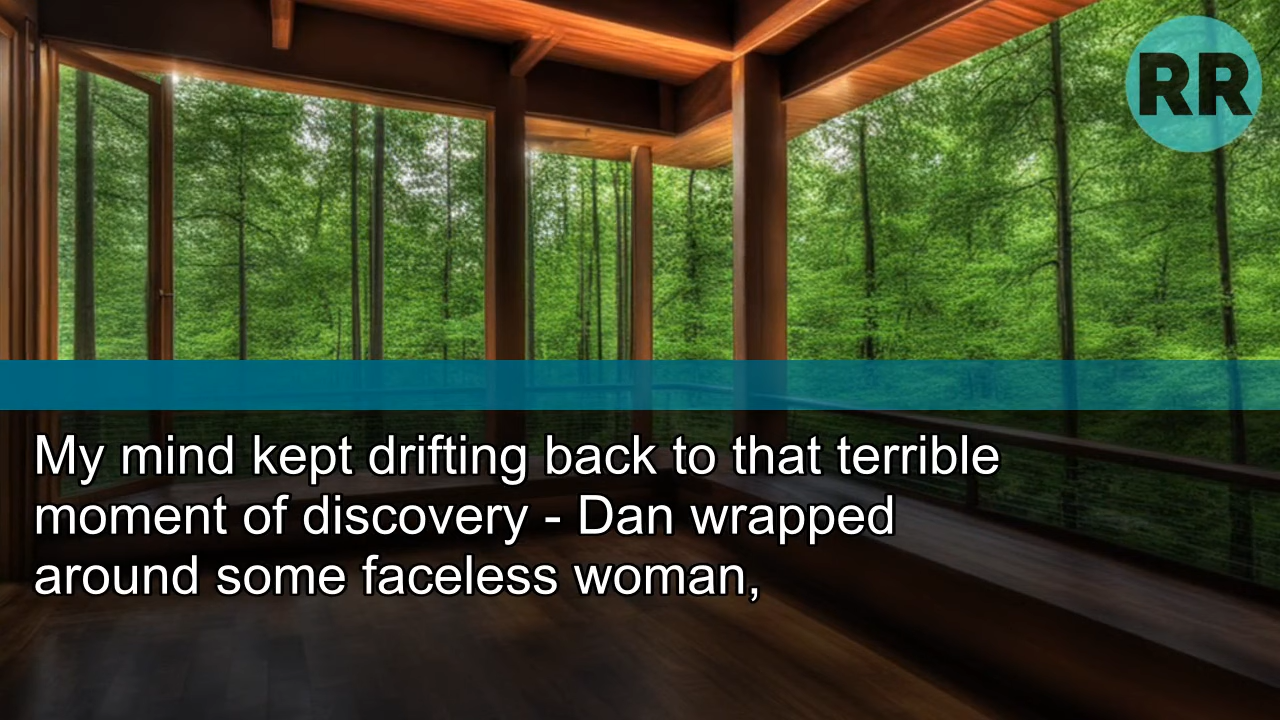 RR
My mind kept drifting back to that terrible
moment of discovery - Dan wrapped
around some faceless woman,